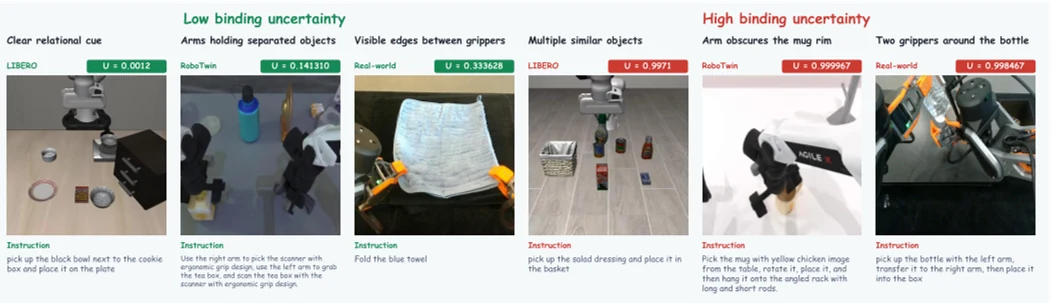 Low binding uncertainty
High binding uncertainty
Clear relational cue
Arms holding separated objects
Visible edges between grippers
Multiple similar objects
Arm obscures the mug rim
Two grippers around the bottle
LIBERO
U = 0.0012
RoboTwin
U = 0.141310
Real-world
U = 0.333628
LIBERO
U = 0.9971
RoboTwin
U = 0.999967
Real-world
U = 0.998467
AGILE X
Instruction
pick up the black bowl next to the cookie
box and place it on the plate
Instruction
Use the right arm to pick the scanner with
ergonomic grip design, use the left arm to grab
the tea box, and scan the tea box with the
scanner with ergonomic grip design.
Instruction
Fold the blue towel
Instruction
pick up the salad dressing and place it in
the basket
Instruction
Pick the mug with yellow chicken image
from the table, rotate it, place it, and
then hang it onto the angled rack with
long and short rods.
Instruction
pick up the bottle with the left arm,
transfer it to the right arm, then place it
into the box